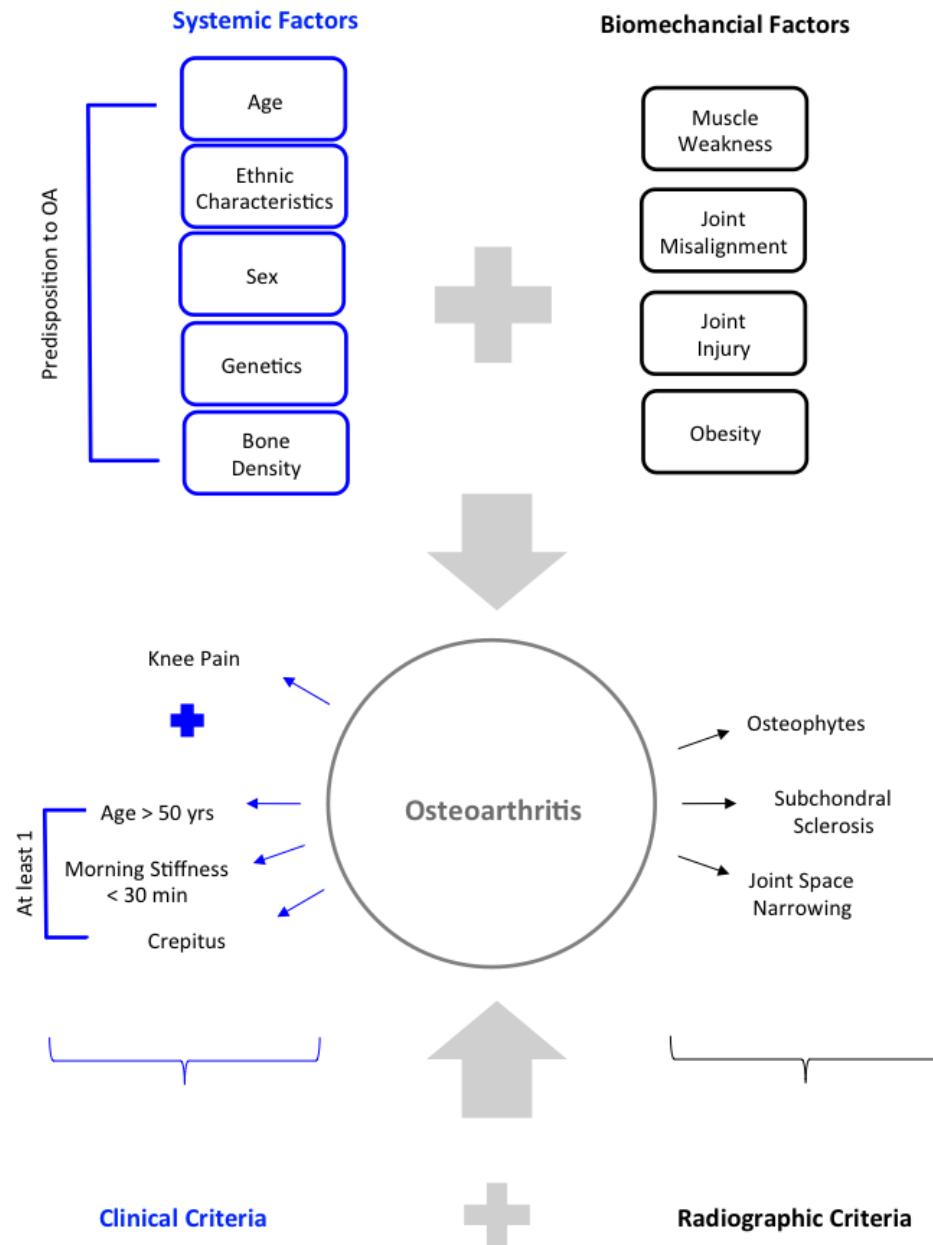 Systemic Factors
Biomechancial Factors
Predisposition to OA
Age
Ethnic
Characteristics
Sex
Genetics
Bone
Density
Muscle
Weakness
Joint
Misalignment
Joint
Injury
Obesity
Knee Pain
At least 1
Age > 50 yrs
Morning Stiffness
< 30 min
Crepitus
Osteoarthritis
Osteophytes
Subchondral
Sclerosis
Joint Space
Narrowing
Clinical Criteria
Radiographic Criteria